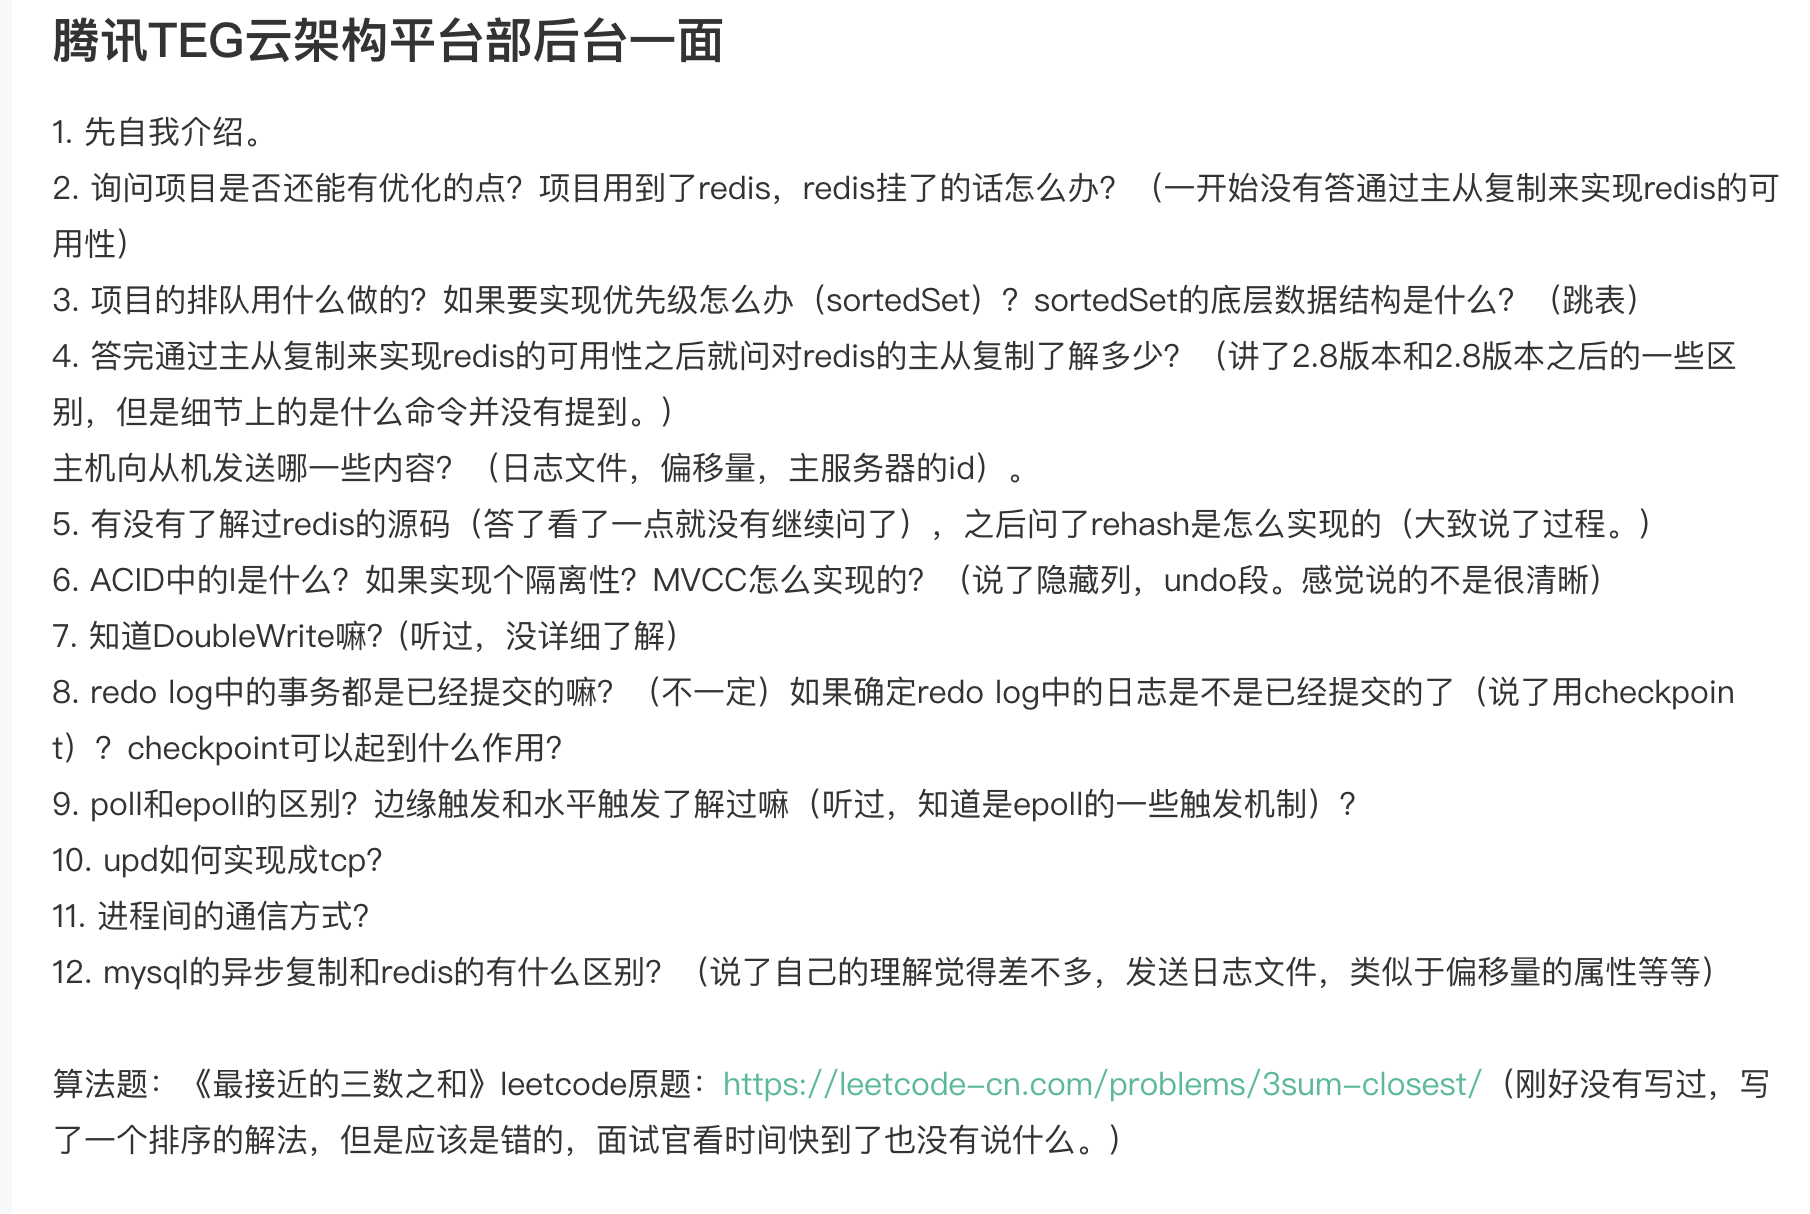 腾讯TEG云架构平台部后台一面
1. 先自我介绍。
2. 询问项目是否还能有优化的点？项目用到了redis，redis挂了的话怎么办？（一开始没有答通过主从复制来实现redis的可
用性）
3. 项目的排队用什么做的？如果要实现优先级怎么办（sortedSet）？sortedSet的底层数据结构是什么？（跳表）
4. 答完通过主从复制来实现redis的可用性之后就问对redis的主从复制了解多少？（讲了2.8版本和2.8版本之后的一些区
别，但是细节上的是什么命令并没有提到。）
主机向从机发送哪一些内容？（日志文件，偏移量，主服务器的id）。
5. 有没有了解过redis的源码（答了看了一点就没有继续问了），之后问了rehash是怎么实现的（大致说了过程。）
6. ACID中的I是什么？如果实现个隔离性？MVCC怎么实现的？（说了隐藏列，undo段。感觉说的不是很清晰）
7. 知道DoubleWrite嘛?（听过，没详细了解）
8. redo log中的事务都是已经提交的嘛？（不一定）如果确定redo log中的日志是不是已经提交的了（说了用checkpoin
t）？checkpoint可以起到什么作用?
9. poll和epoll的区别？边缘触发和水平触发了解过嘛（听过，知道是epoll的一些触发机制）？
10. upd如何实现成tcp?
11. 进程间的通信方式?
12. mysql的异步复制和redis的有什么区别？（说了自己的理解觉得差不多，发送日志文件，类似于偏移量的属性等等）
算法题：《最接近的三数之和》leetcode原题：https://leetcode-cn.com/problems/3sum-closest/（刚好没有写过，写
了一个排序的解法，但是应该是错的，面试官看时间快到了也没有说什么。）